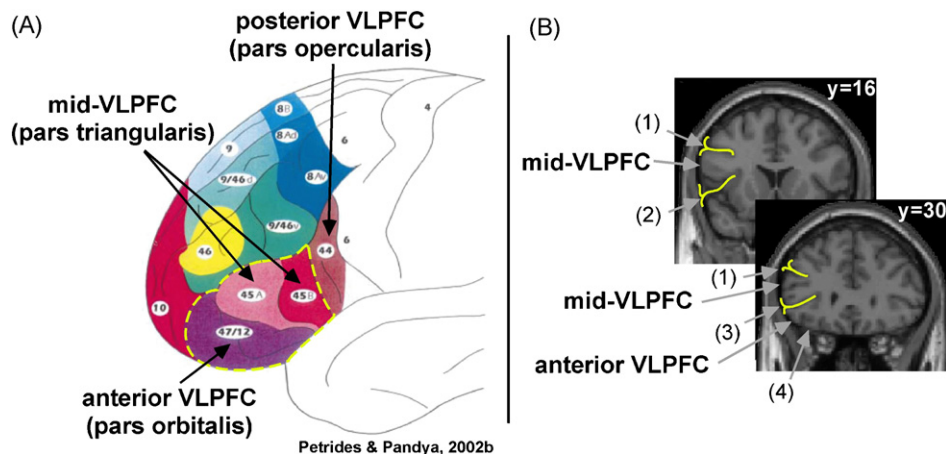 (A)
posterior VLPFC
(pars opercularis)
mid-VLPFC
(pars triangularis)
8B
8Ad
4
6
9
9/46d
8Av
9/46v
46
44
6
45A
45B
10
47/12
anterior VLPFC
(pars orbitalis)
Petrides & Pandya, 2002b
(B)
y=16
(1)
mid-VLPFC
(2)
y=30
(1)
mid-VLPFC
(3)
anterior VLPFC
(4)